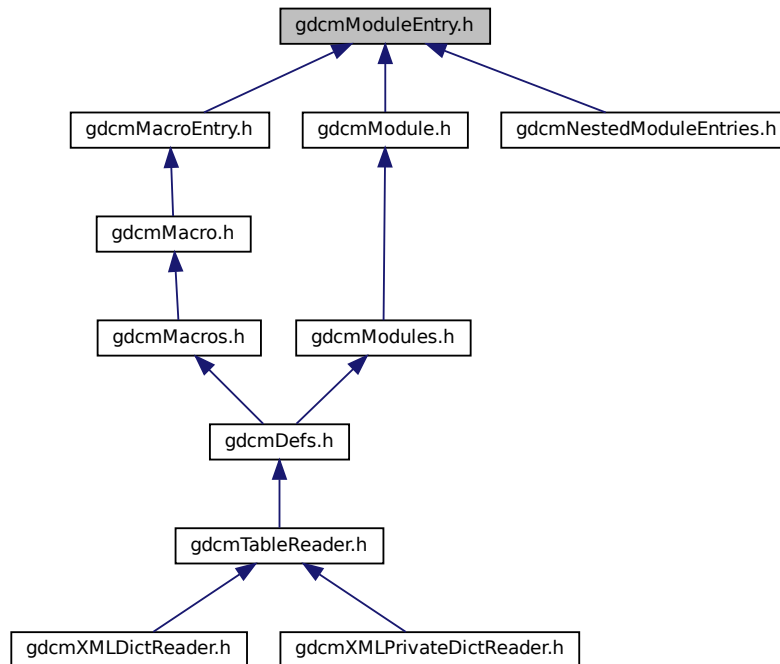 gdcmModuleEntry.h
gdcmMacroEntry.h
gdcmModule.h
gdcmNestedModuleEntries.h
gdcmMacro.h
gdcmMacros.h
gdcmModules.h
gdcmDefs.h
gdcmTableReader.h
gdcmXMLDictReader.h
gdcmXMLPrivateDictReader.h